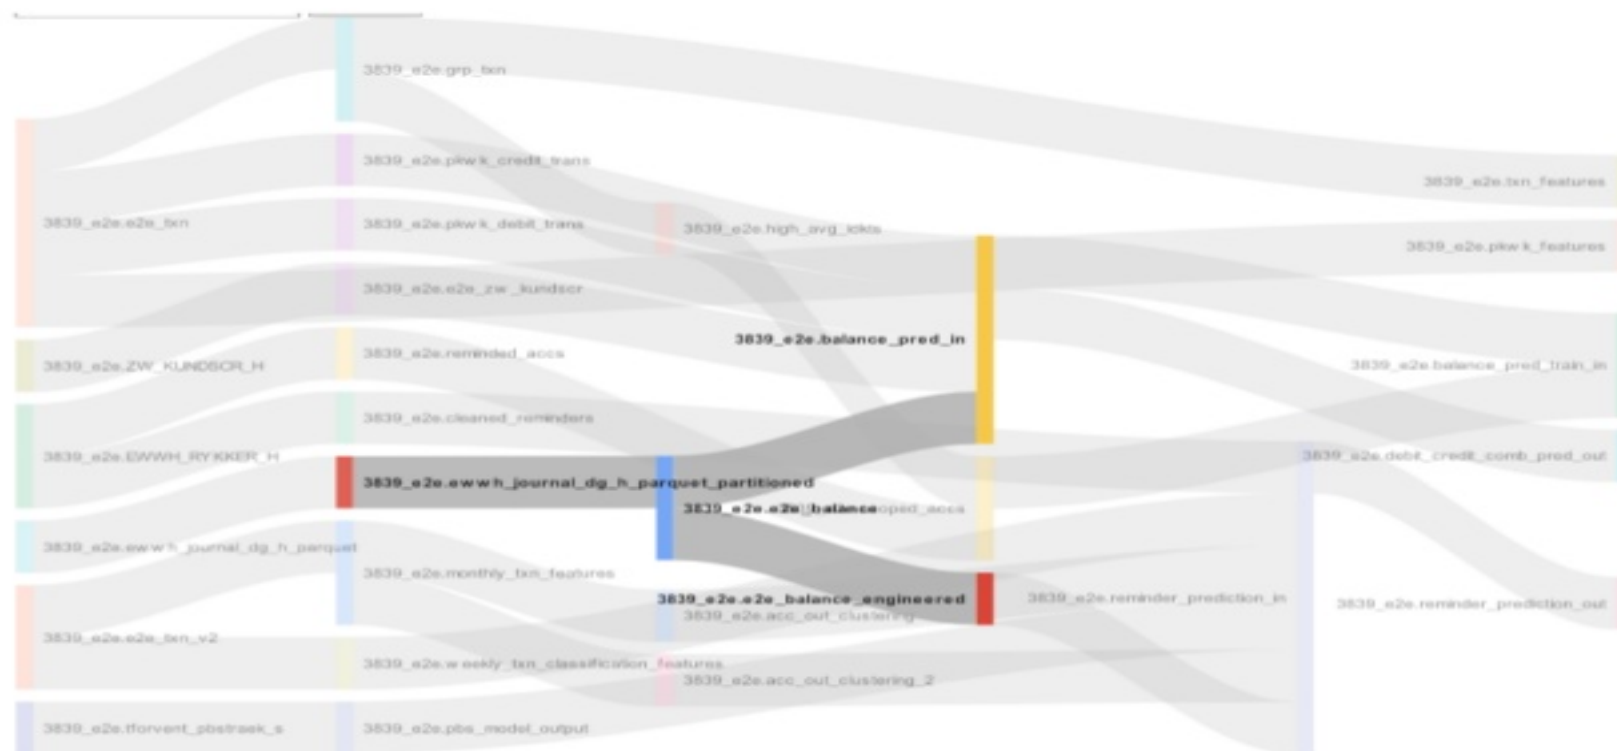 3839_e2e.grp_txn
3839_e2e.pkwk_credit_trans
3839_e2e.txn_features
3839_e2e.e2e_txn
3839_e2e.pkwk_debit_trans
3839_e2e.high_avg_
3839_e2e.pkwk_features
3839_e2e.e2e_zw_kundscr
3839_e2e.balance_pred_in
3839_e2e.reminded_accs
3839_e2e.ZW_KUNDSCR_H
3839_e2e.balance_pred_train_in
3839_e2e.cleaned_reminders
3839_e2e.EWWH_RYKKER_H
3839_e2e.debit_credit_comb_pred_out
3839_e2e.ewwh_journal_dg_h_parquet_partitioned
3839_e2e.e2e_balance
3839_e2e.ewwh_journal_dg_h_parquet
3839_e2e.monthly_txn_features
3839_e2e.e2e_balance_engineered
3839_e2e.reminder_prediction_in
3839_e2e.reminder_prediction_out
3839_e2e.acc_out_clustering
3839_e2e.e2e_txn_v2
3839_e2e.weekly_txn_classification_features
3839_e2e.acc_out_clustering_2
3839_e2e.tforvent_pbstraek_s
3839_e2e.pbs_model_output